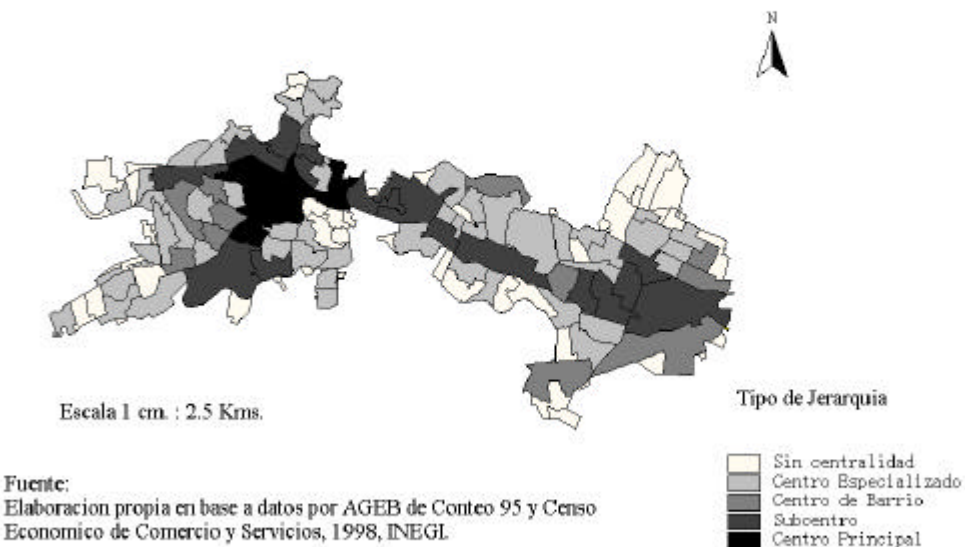 N
Escala 1 cm. : 2.5 Kms.
Tipo de Jerarquia
Sin centralidad
Centro Especializado
Centro de Barrio
Subcentro
Centro Principal
Fuente:
Elaboracion propia en base a datos por AGEB de Conteo 95 y Censo
Economico de Comercio y Servicios, 1998, INEGI.